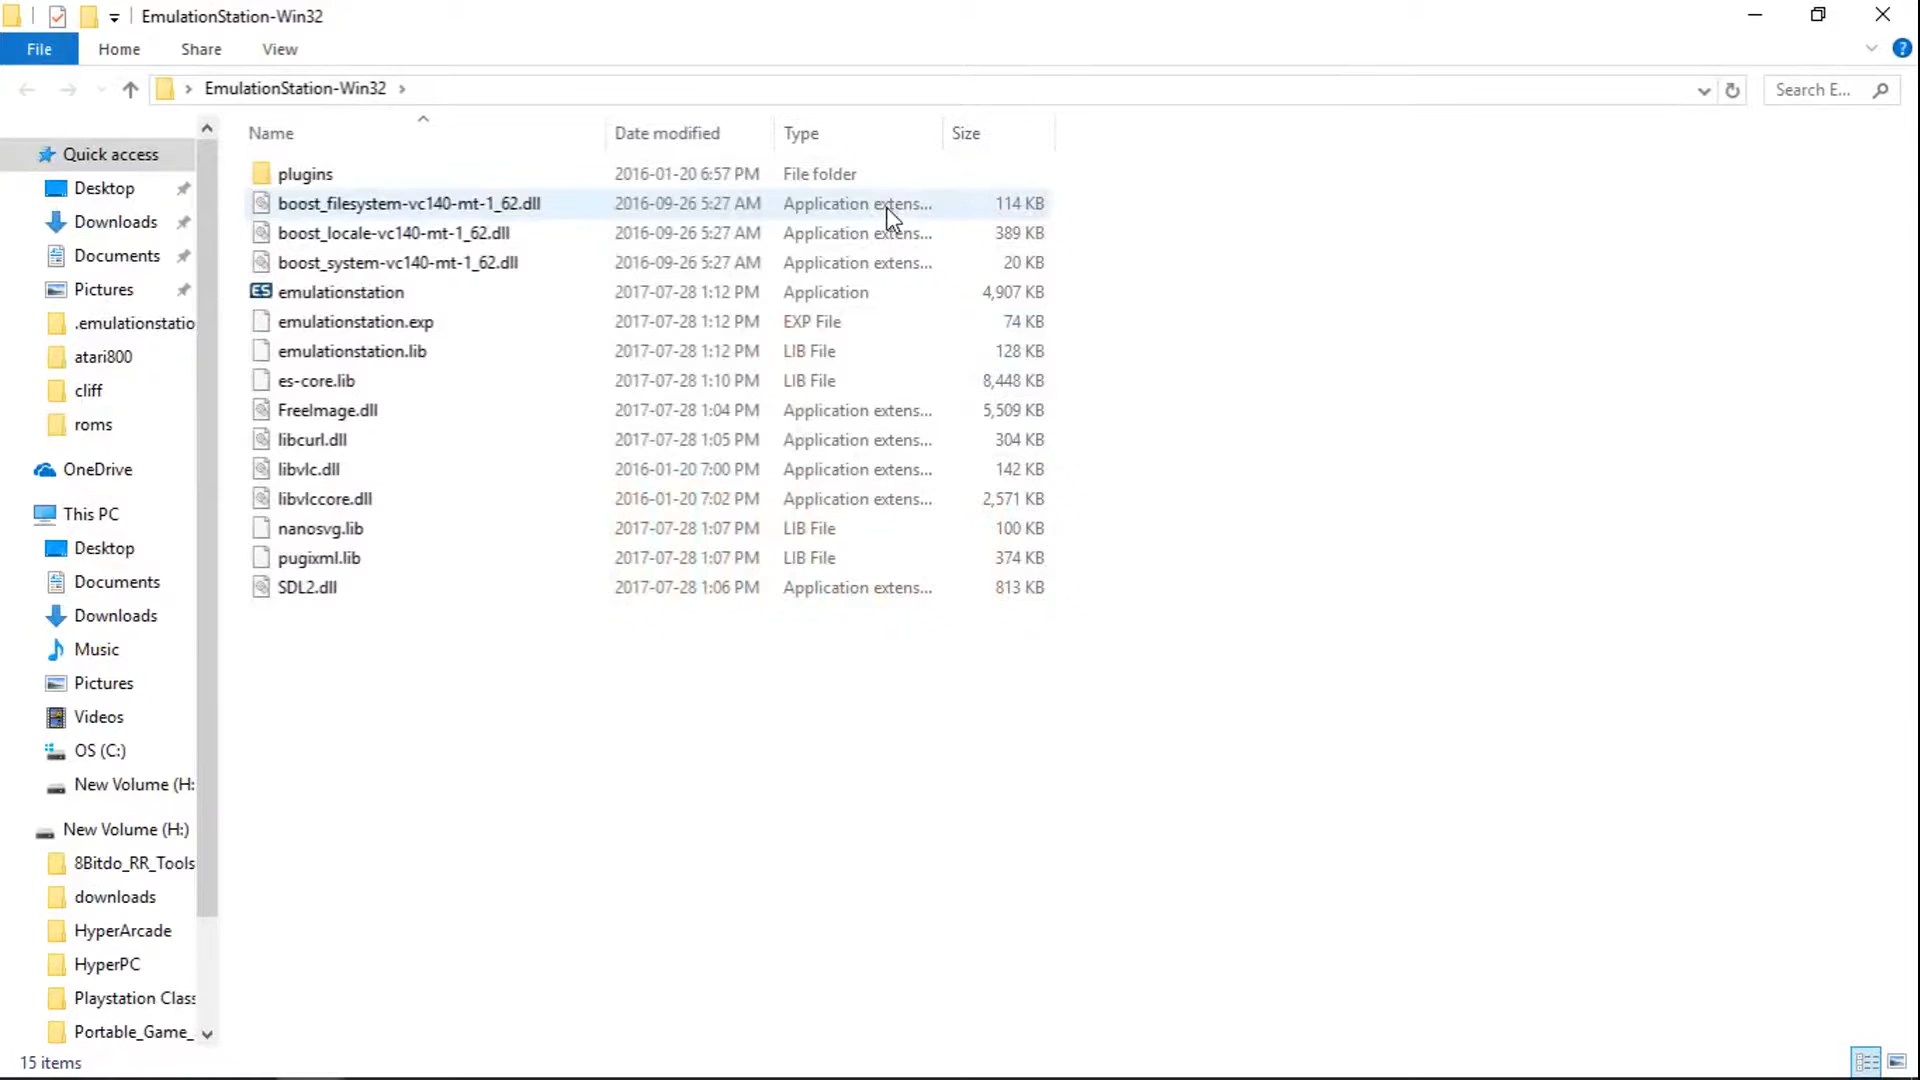 EmulationStation-Win32
File Home Share View
EmulationStation-Win32
Search E...
Name Date modified Type Size
plugins 2016-01-20 6:57 PM File folder
boost_filesystem-vc140-mt-1_62.dll 2016-09-26 5:27 AM Application extens... 114 KB
boost_locale-vc140-mt-1_62.dll 2016-09-26 5:27 AM Application extens... 389 KB
boost_system-vc140-mt-1_62.dll 2016-09-26 5:27 AM Application extens... 20 KB
ES emulationstation 2017-07-28 1:12 PM Application 4,907 KB
emulationstation.exp 2017-07-28 1:12 PM EXP File 74 KB
emulationstation.lib 2017-07-28 1:12 PM LIB File 128 KB
es-core.lib 2017-07-28 1:10 PM LIB File 8,448 KB
FreeImage.dll 2017-07-28 1:04 PM Application extens... 5,509 KB
libcurl.dll 2017-07-28 1:05 PM Application extens... 304 KB
libvlc.dll 2016-01-20 7:00 PM Application extens... 142 KB
libvlccore.dll 2016-01-20 7:02 PM Application extens... 2,571 KB
nanosvg.lib 2017-07-28 1:07 PM LIB File 100 KB
pugixml.lib 2017-07-28 1:07 PM LIB File 374 KB
SDL2.dll 2017-07-28 1:06 PM Application extens... 813 KB
Quick access
Desktop
Downloads
Documents
Pictures
.emulationstatio
atari800
cliff
roms
OneDrive
This PC
Desktop
Documents
Downloads
Music
Pictures
Videos
OS (C:)
New Volume (H:
New Volume (H:)
8Bitdo_RR_Tools
downloads
HyperArcade
HyperPC
Playstation Class
Portable_Game_
15 items